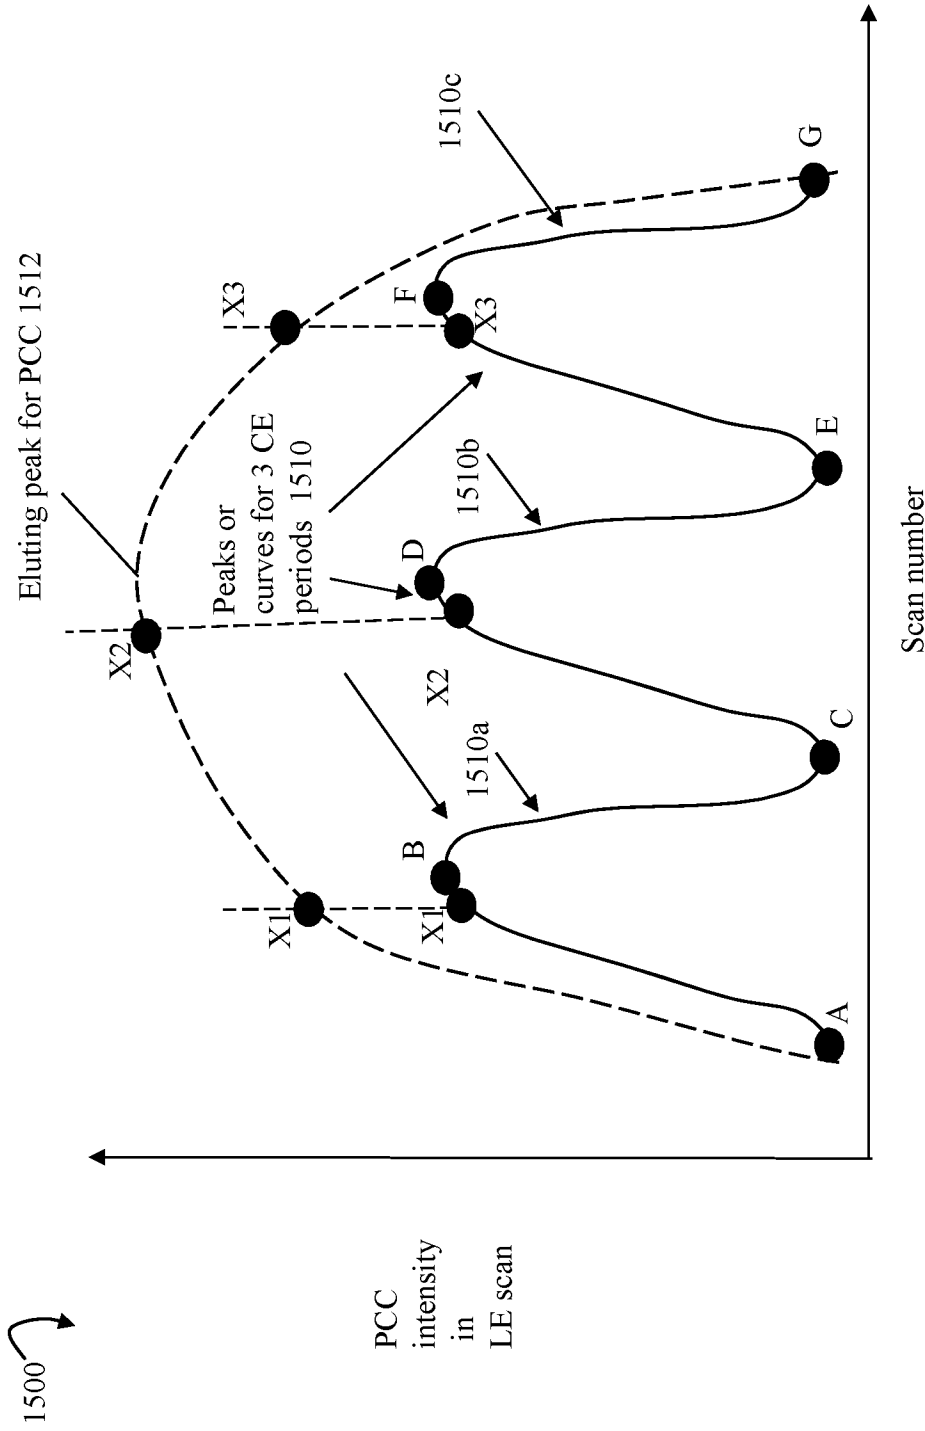 1500
Eluting peak for PCC 1512
X2
X1
X3
Peaks or
curves for 3 CE
periods 1510
PCC
intensity
in
LE scan
X1
B
X2
D
F
X3
1510a
1510b
1510c
A
C
E
G
Scan number